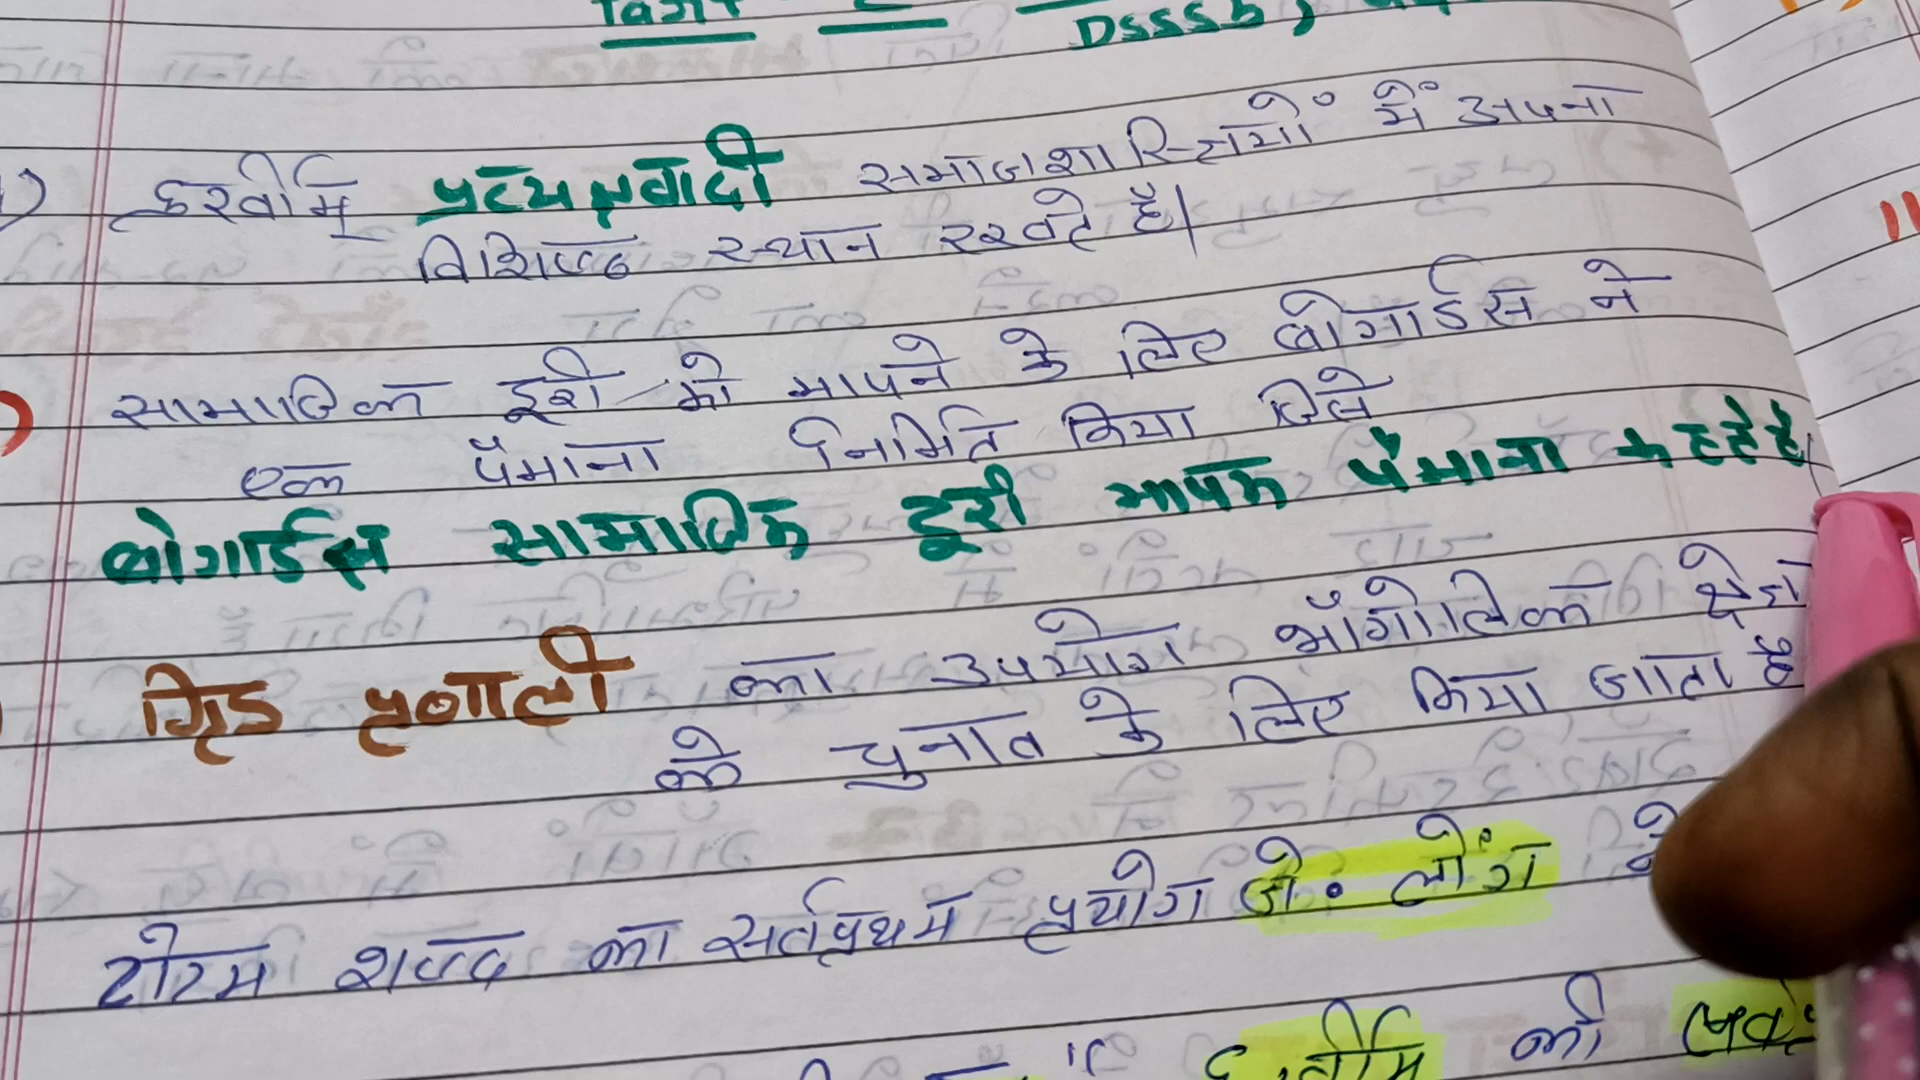 DSSSB,
दुरखीम प्रत्यक्षवादी समाजशास्त्रियों में अपना
विशिष्ट स्थान रखते है|
सामाजिक दूरी को मापने के लिए बोगार्डस ने
एक पैमाना निर्मित किया जिसे
बोगार्डस सामाजिक दूरी मापक पैमाना कहते है|
ग्रिड प्रणाली का उपयोग भौगोलिक क्षेत्रो
के चुनाव के लिए किया जाता है
टोटम शब्द का सर्वप्रथम प्रयोग जे. लोंग ने
की